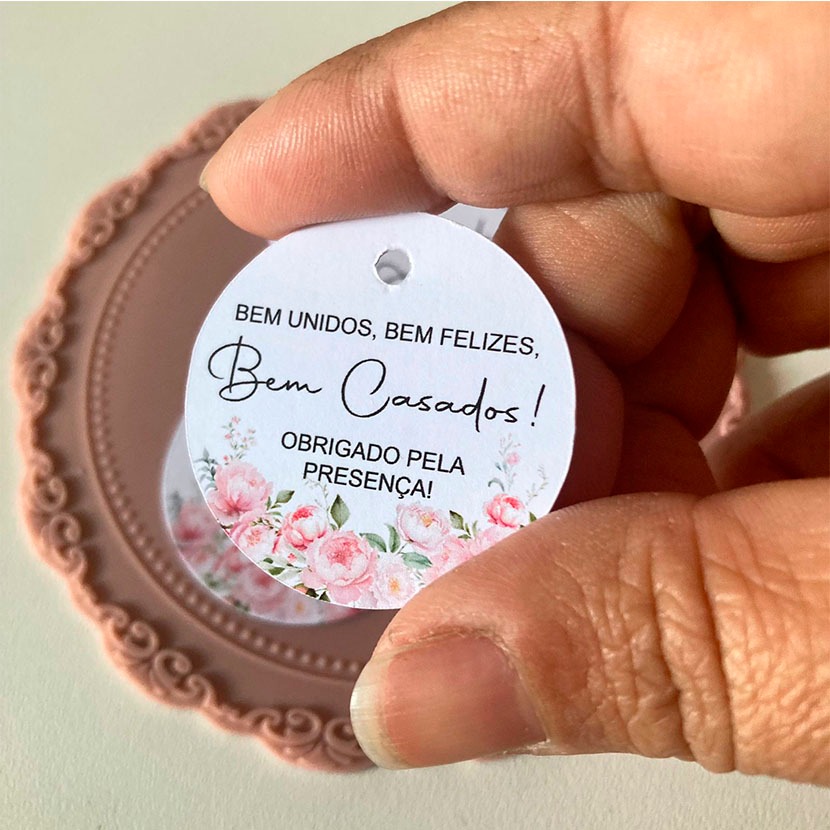 BEM UNIDOS, BEM FELIZES,
Bem Casados!
OBRIGADO PELA
PRESENÇA!